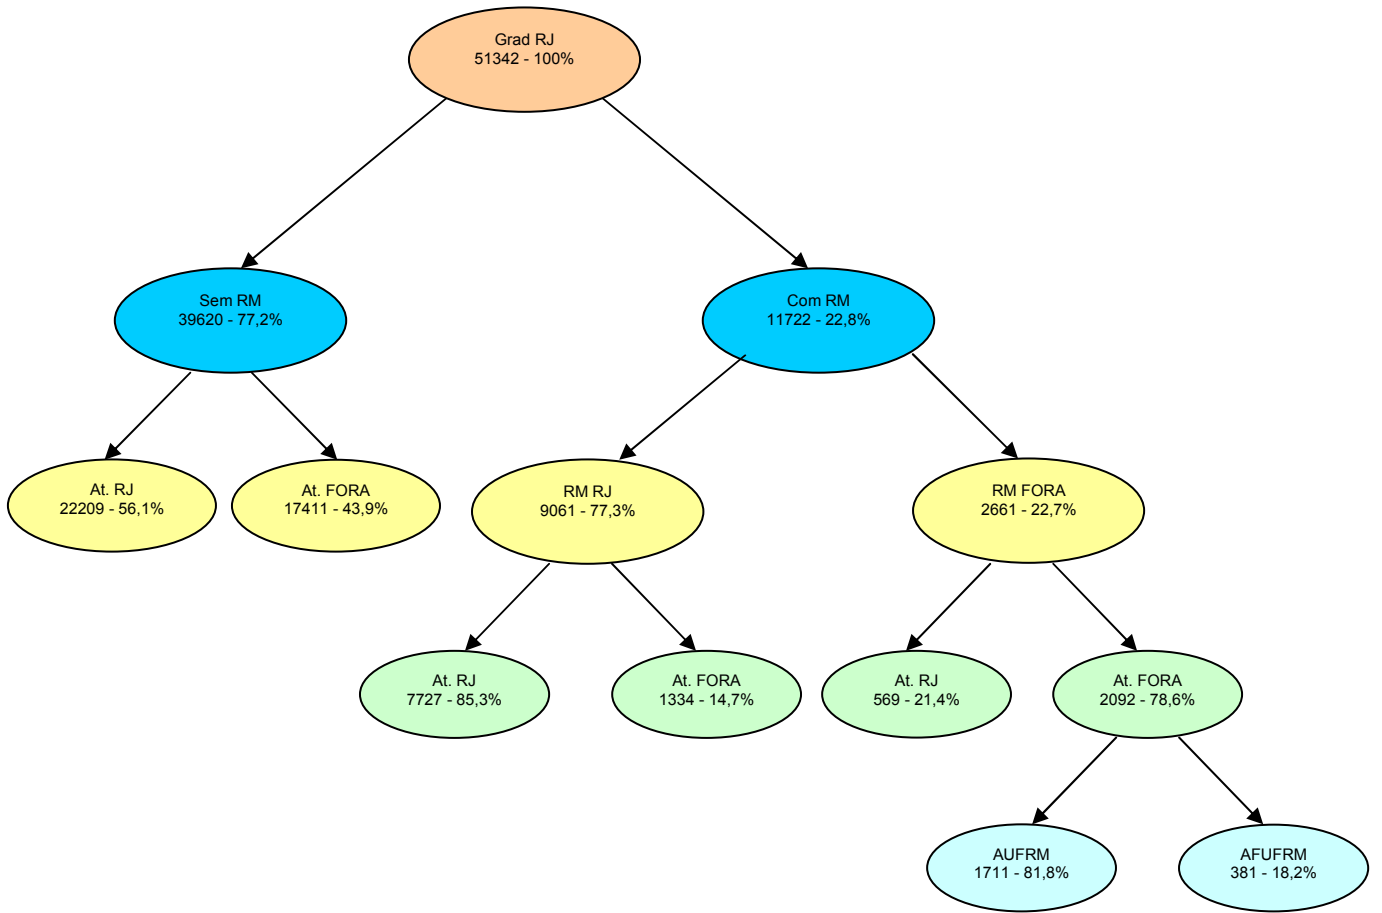 Grad RJ
51342 - 100%
Sem RM
39620 - 77,2%
Com RM
11722 - 22,8%
At. RJ
22209 - 56,1%
At. FORA
17411 - 43,9%
RM RJ
9061 - 77,3%
RM FORA
2661 - 22,7%
At. RJ
7727 - 85,3%
At. FORA
1334 - 14,7%
At. RJ
569 - 21,4%
At. FORA
2092 - 78,6%
AUFRM
1711 - 81,8%
AFUFRM
381 - 18,2%